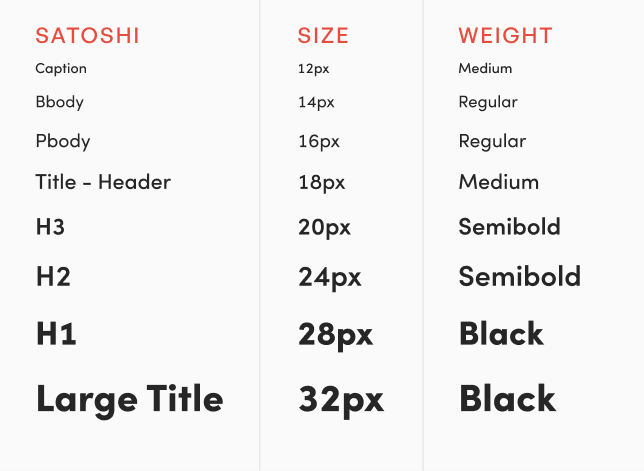 SATOSHI SIZE WEIGHT
Caption 12px Medium
Bbody 14px Regular
Pbody 16px Regular
Title - Header 18px Medium
H3 20px Semibold
H2 24px Semibold
H1 28px Black
Large Title 32px Black